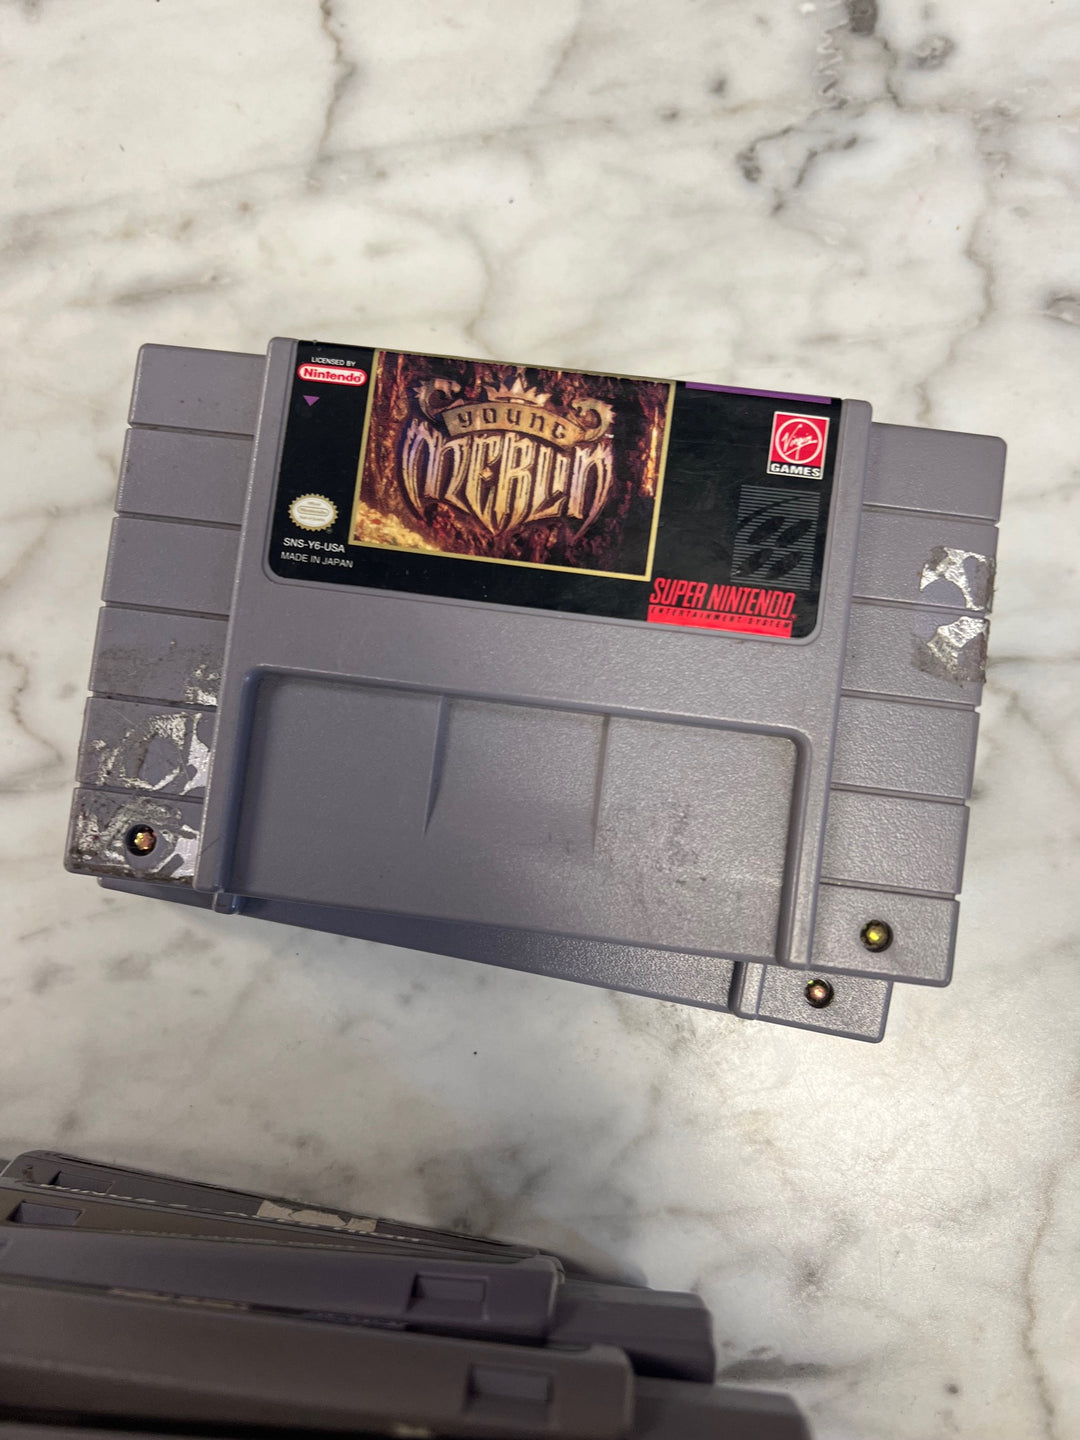 LICENSED BY
Nintendo
YOUNG
MERLIN
Virgin
GAMES
SNS-Y6-USA
MADE IN JAPAN
SUPER NINTENDO
ENTERTAINMENT SYSTEM